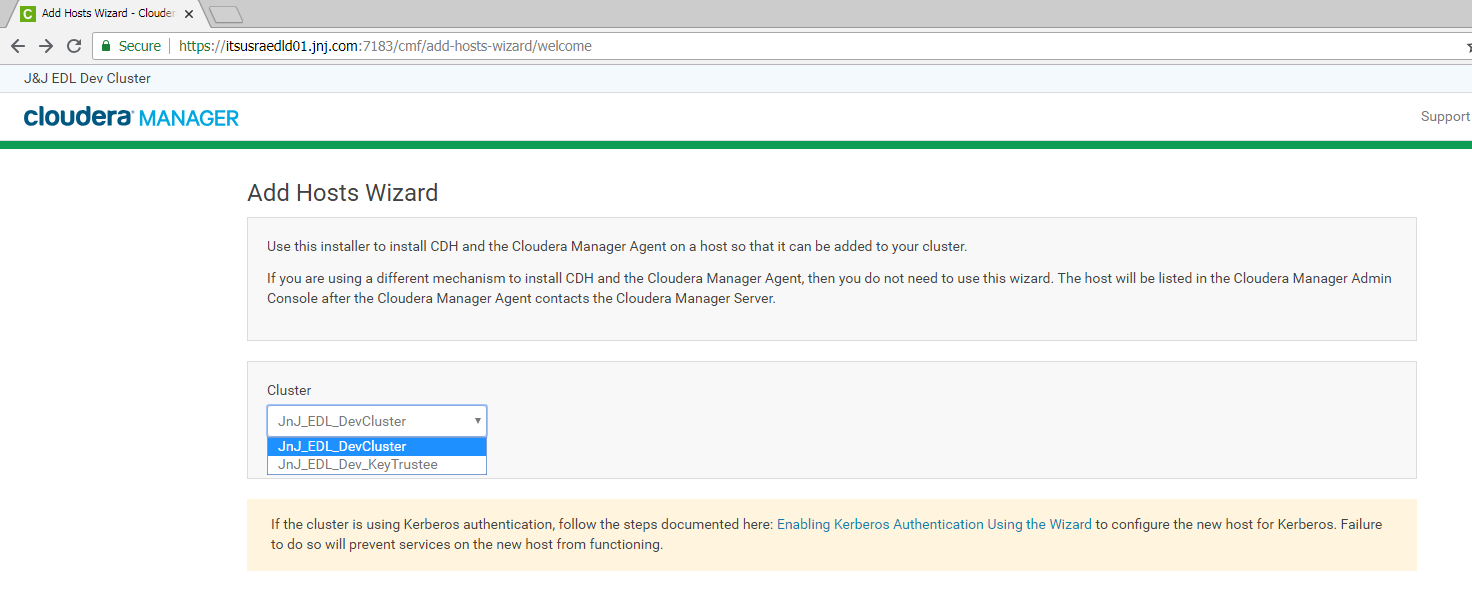 Add Hosts Wizard - Clouder
Secure https://itsusraedld01.jnj.com:7183/cmf/add-hosts-wizard/welcome
J&J EDL Dev Cluster
cloudera MANAGER
Support
Add Hosts Wizard
Use this installer to install CDH and the Cloudera Manager Agent on a host so that it can be added to your cluster.
If you are using a different mechanism to install CDH and the Cloudera Manager Agent, then you do not need to use this wizard. The host will be listed in the Cloudera Manager Admin
Console after the Cloudera Manager Agent contacts the Cloudera Manager Server.
Cluster
JnJ_EDL_DevCluster
JnJ_EDL_DevCluster
JnJ_EDL_Dev_KeyTrustee
If the cluster is using Kerberos authentication, follow the steps documented here: Enabling Kerberos Authentication Using the Wizard to configure the new host for Kerberos. Failure
to do so will prevent services on the new host from functioning.